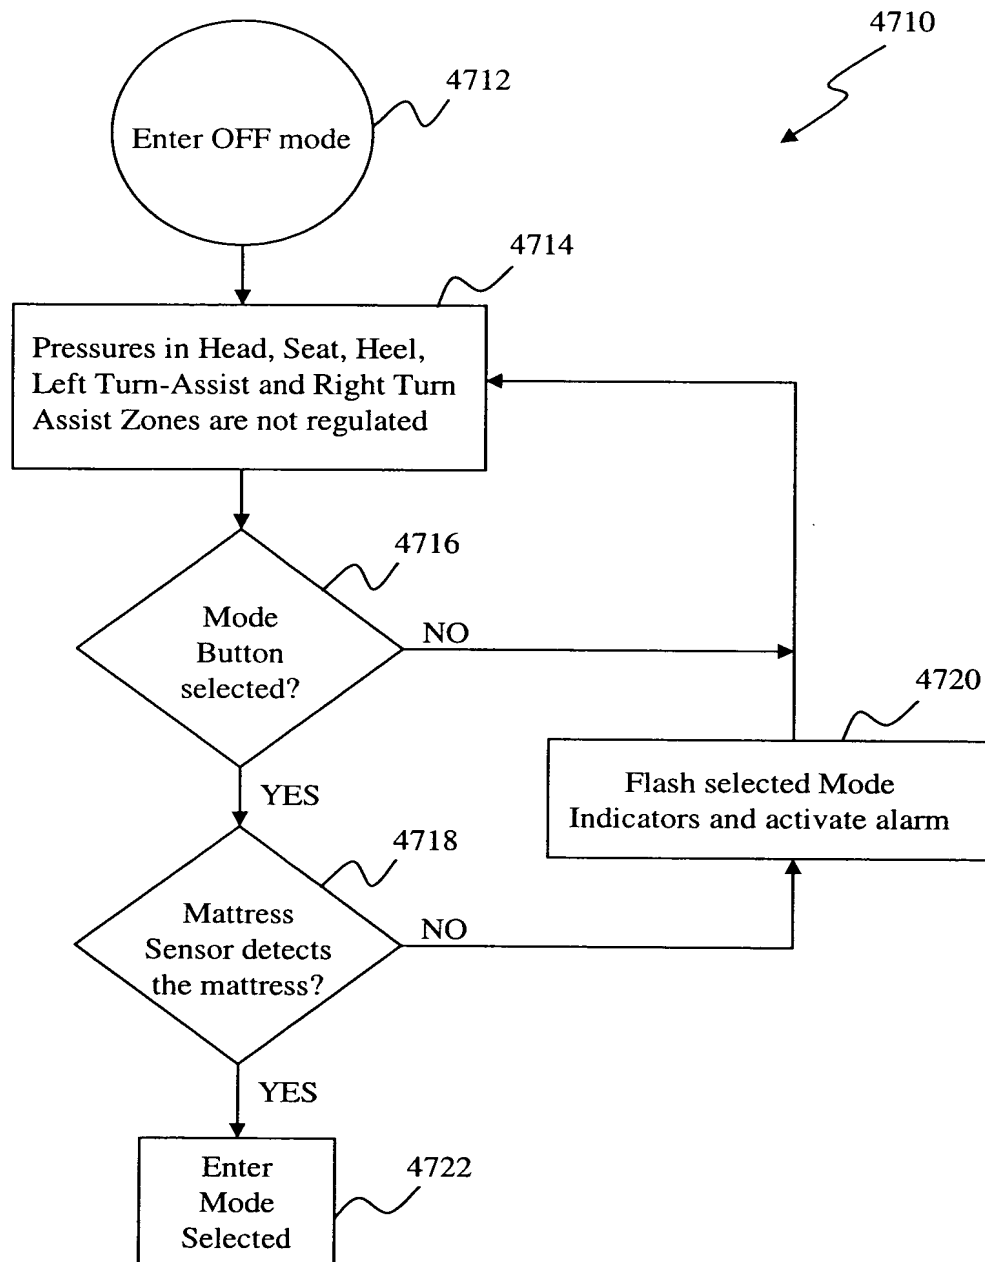 4710
4712
Enter OFF mode
4714
Pressures in Head, Seat, Heel,
Left Turn-Assist and Right Turn
Assist Zones are not regulated
4716
Mode
Button
selected?
NO
YES
4720
Flash selected Mode
Indicators and activate alarm
4718
Mattress
Sensor detects
the mattress?
NO
YES
4722
Enter
Mode
Selected